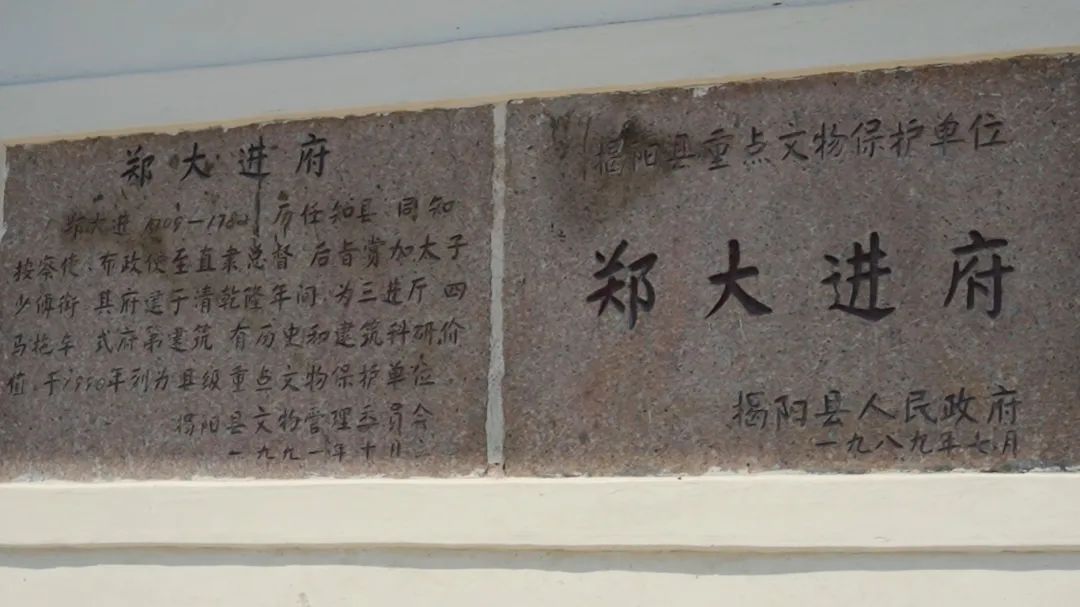 郑大进府
郑大进 1709—1782 历任知县 同知
按察使、布政使至直隶总督 后旨赏加太子
少傅衔 其府建于清乾隆年间 为三进厅 四
马拖车 式府第建筑 有历史和建筑科研价
值 于1990年列为县级重点文物保护单位
揭阳县文物管理委员会
一九九一年十月
揭阳县重点文物保护单位
郑大进府
揭阳县人民政府
一九八九年七月